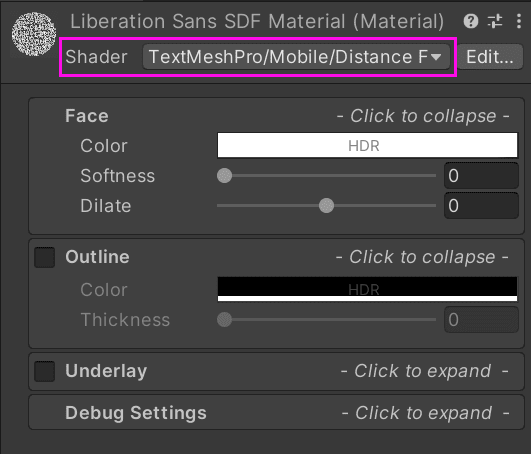 Liberation Sans SDF Material (Material)
Shader TextMeshPro/Mobile/Distance F Edit...
Face - Click to collapse -
Color HDR
Softness 0
Dilate 0
Outline - Click to collapse -
Color HDR
Thickness 0
Underlay - Click to expand -
Debug Settings - Click to expand -